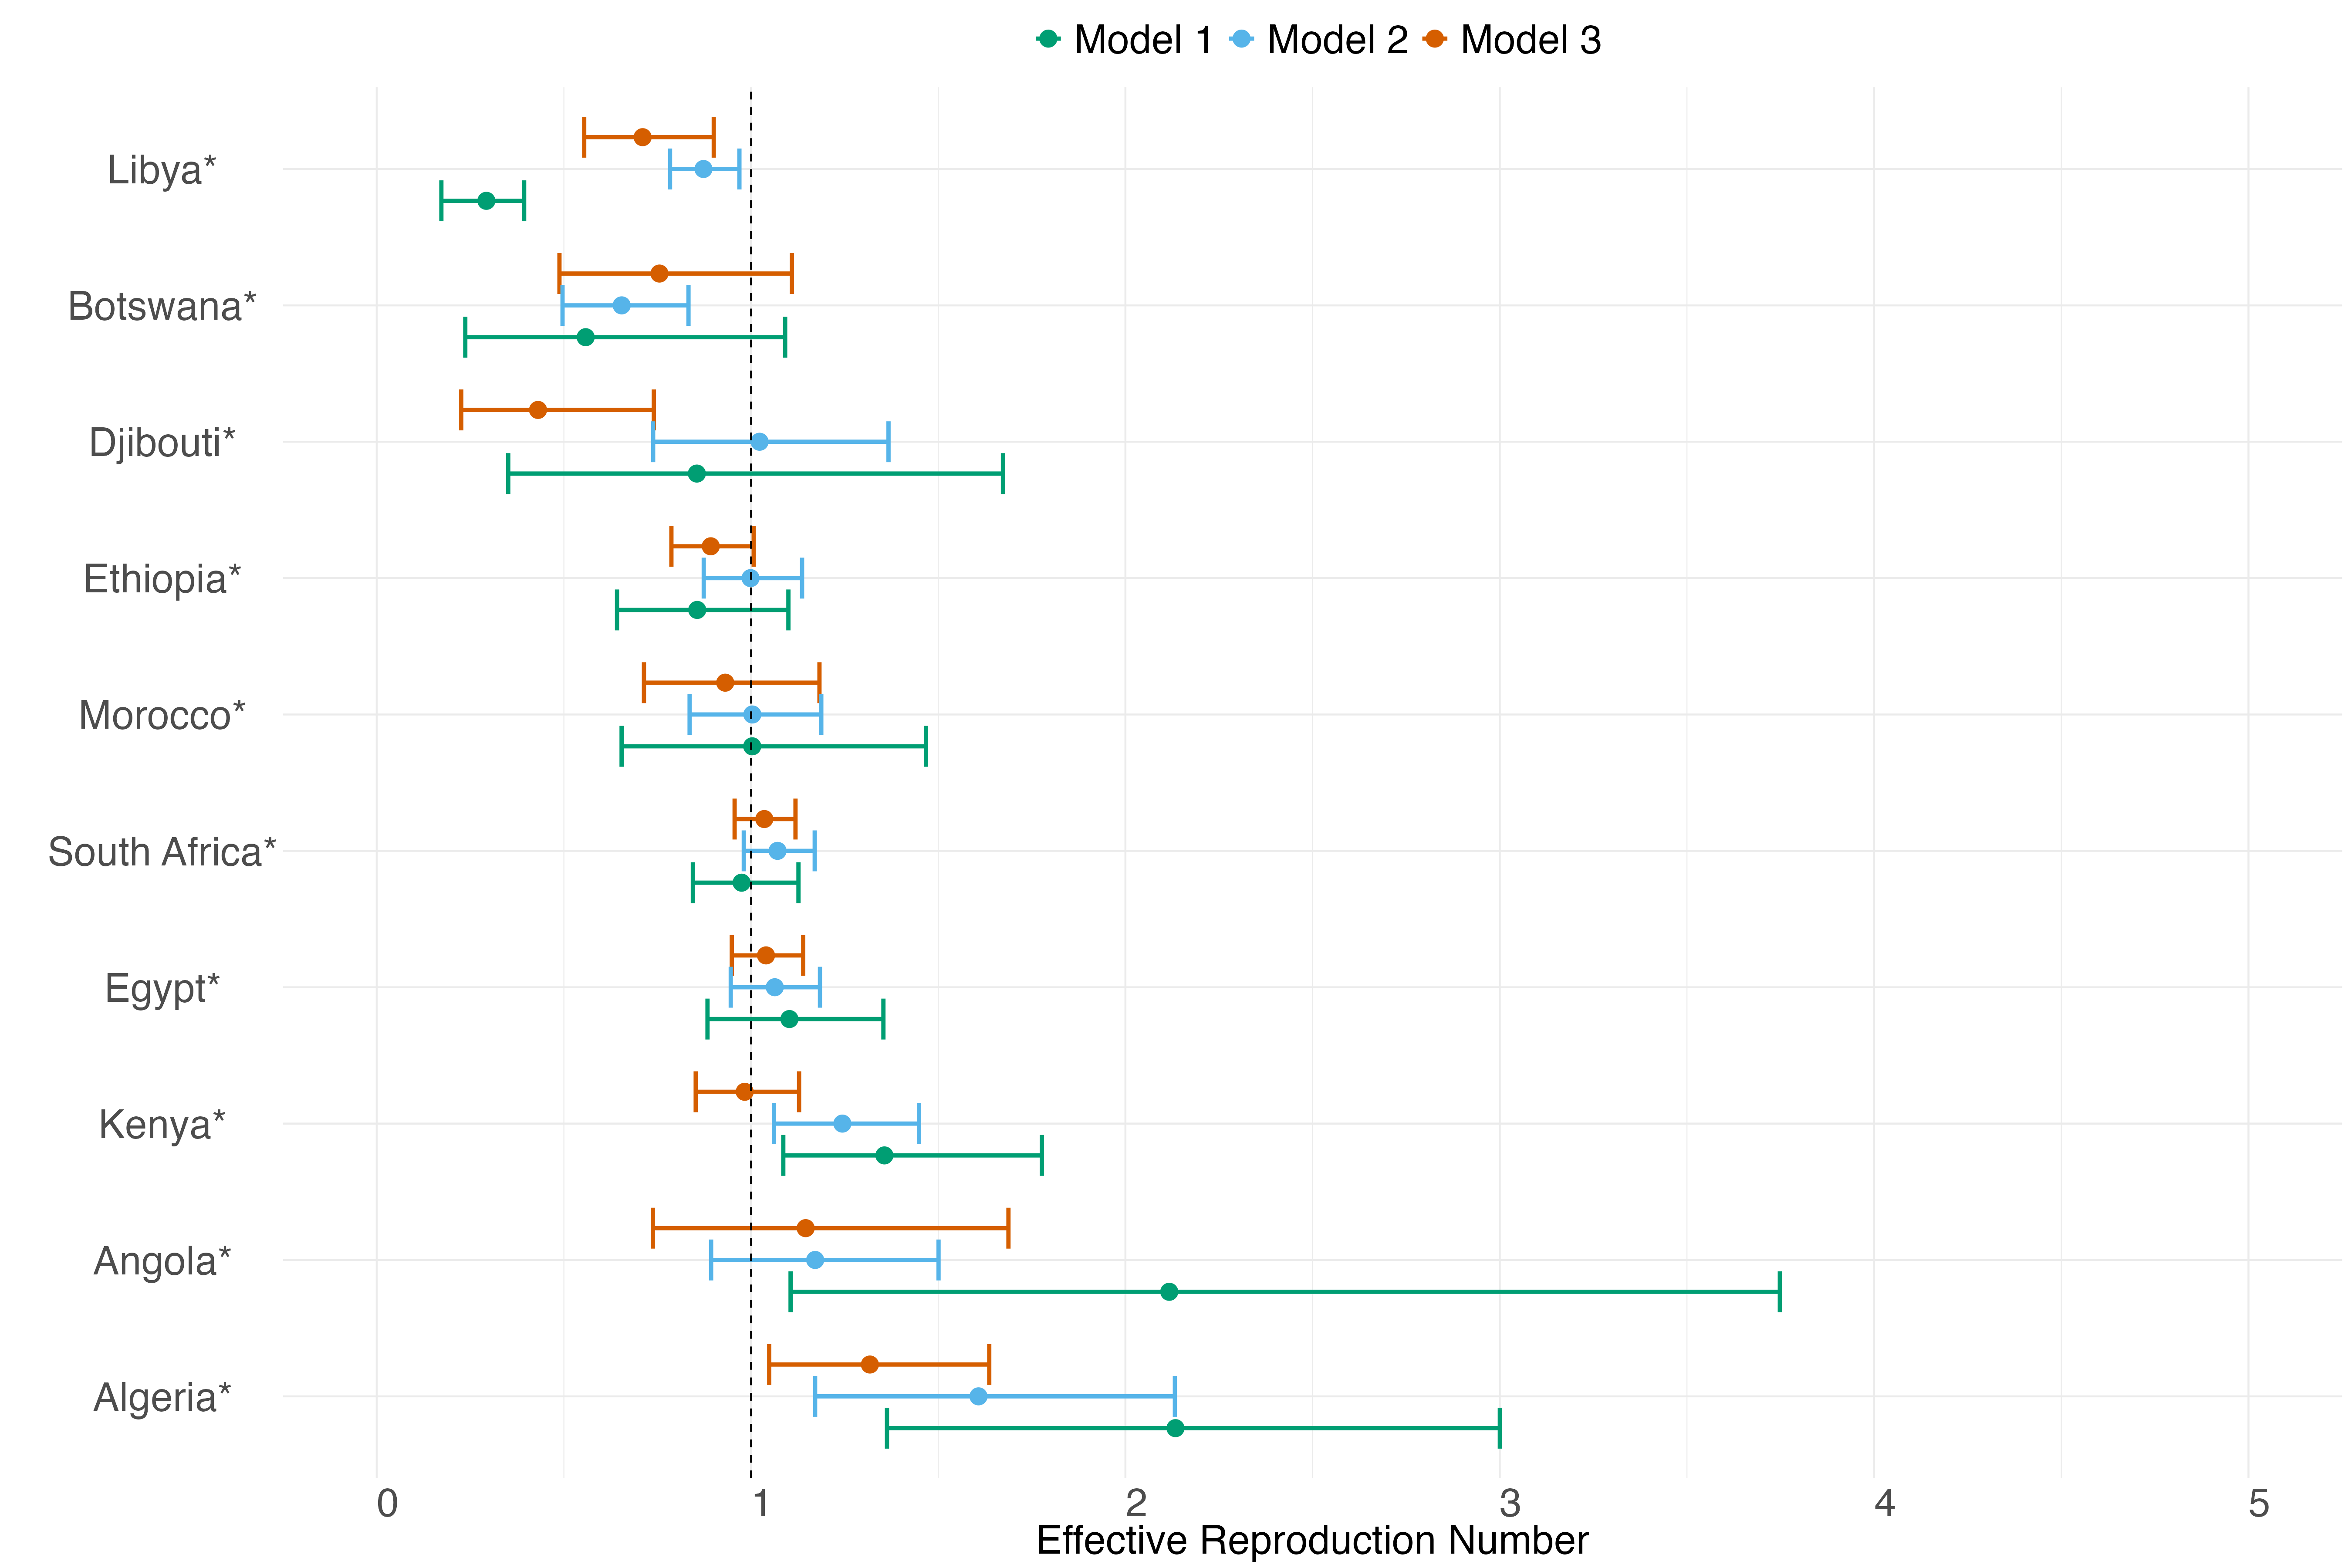 Model 1 Model 2 Model 3
Libya*
Botswana*
Djibouti*
Ethiopia*
Morocco*
South Africa*
Egypt*
Kenya*
Angola*
Algeria*
0 1 2 3 4 5
Effective Reproduction Number